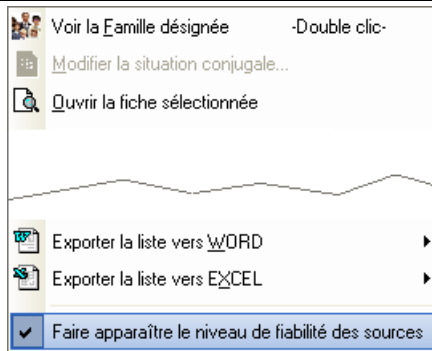 Voir la Famille désignée -Double clic-
Modifier la situation conjugale...
Ouvrir la fiche sélectionnée
Exporter la liste vers WORD
Exporter la liste vers EXCEL
Faire apparaître le niveau de fiabilité des sources